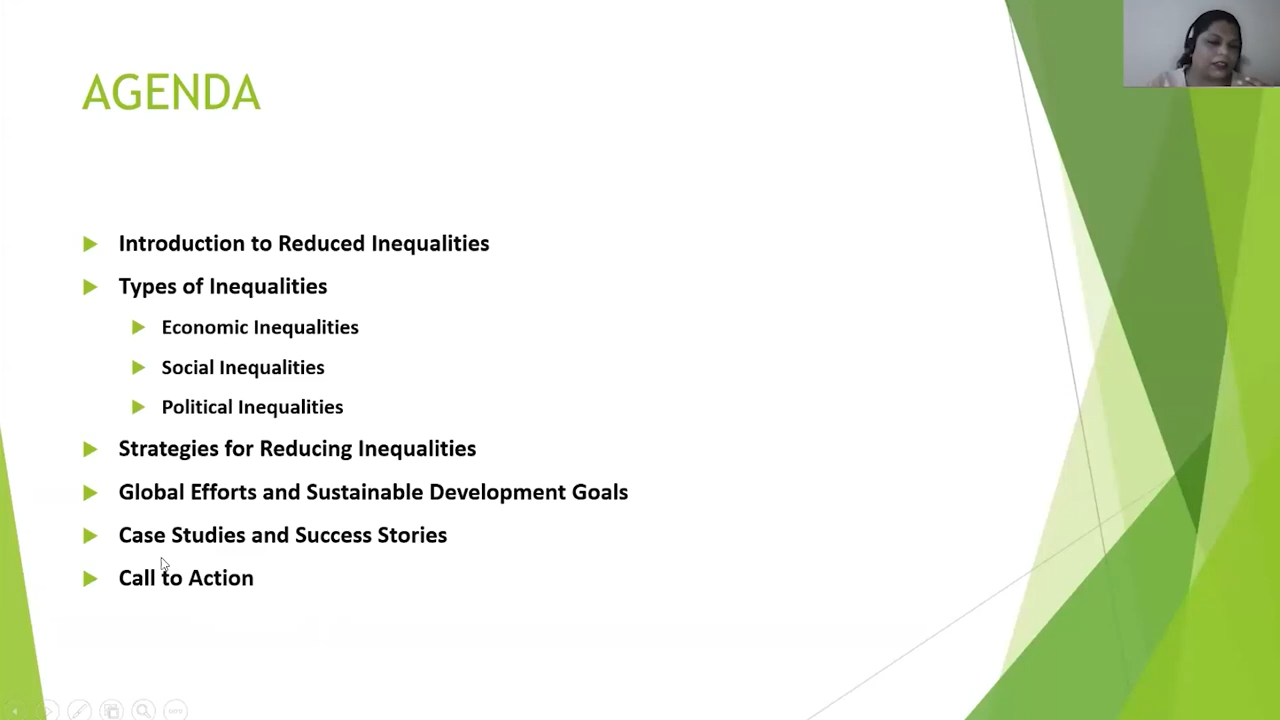 AGENDA
Introduction to Reduced Inequalities
Types of Inequalities
Economic Inequalities
Social Inequalities
Political Inequalities
Strategies for Reducing Inequalities
Global Efforts and Sustainable Development Goals
Case Studies and Success Stories
Call to Action